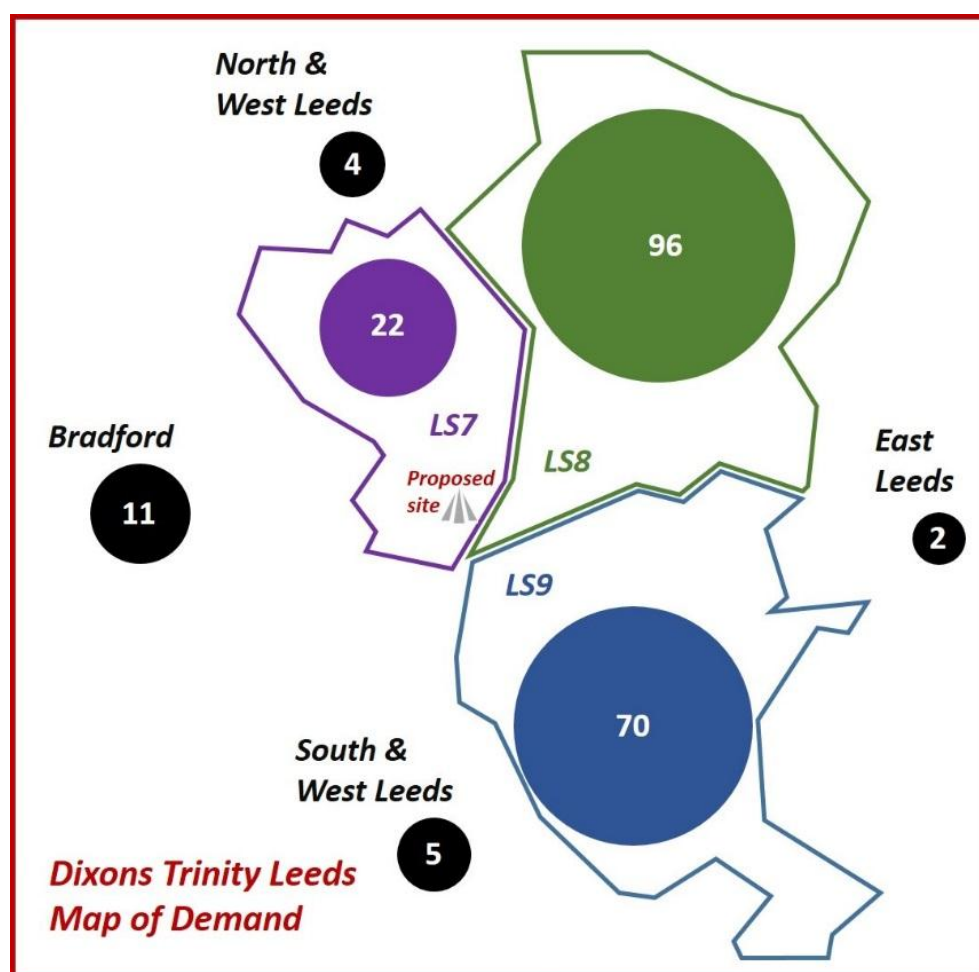 North &
West Leeds
4
96
22
LS7
Bradford
11
Proposed
site
LS8
East
Leeds
2
LS9
70
South &
West Leeds
5
Dixons Trinity Leeds
Map of Demand